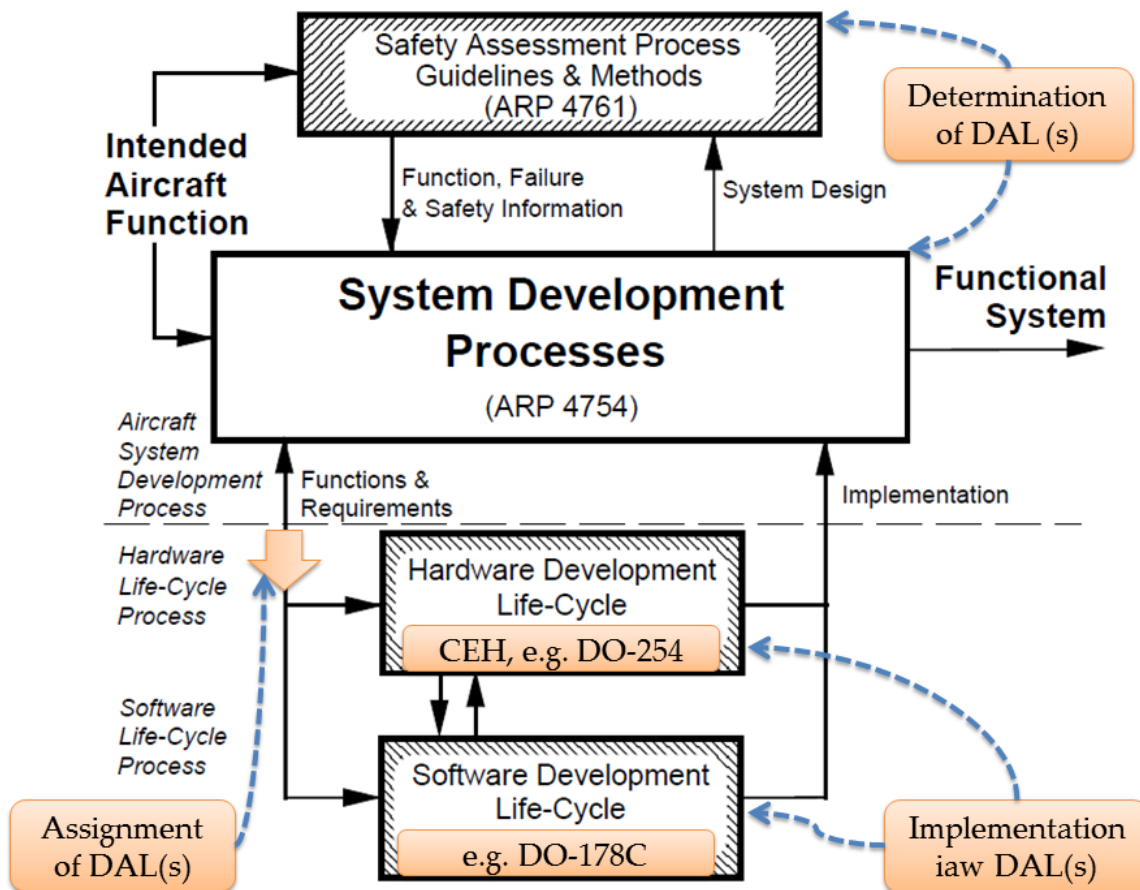 Safety Assessment Process
Guidelines & Methods
(ARP 4761)
Determination
of DAL (s)
Intended
Aircraft
Function
Function, Failure
& Safety Information
System Design
System Development
Processes
(ARP 4754)
Functional
System
Aircraft
System
Development
Process
Functions &
Requirements
Implementation
Hardware
Life-Cycle
Process
Hardware Development
Life-Cycle
CEH, e.g. DO-254
Software
Life-Cycle
Process
Software Development
Life-Cycle
e.g. DO-178C
Assignment
of DAL(s)
Implementation
iaw DAL(s)